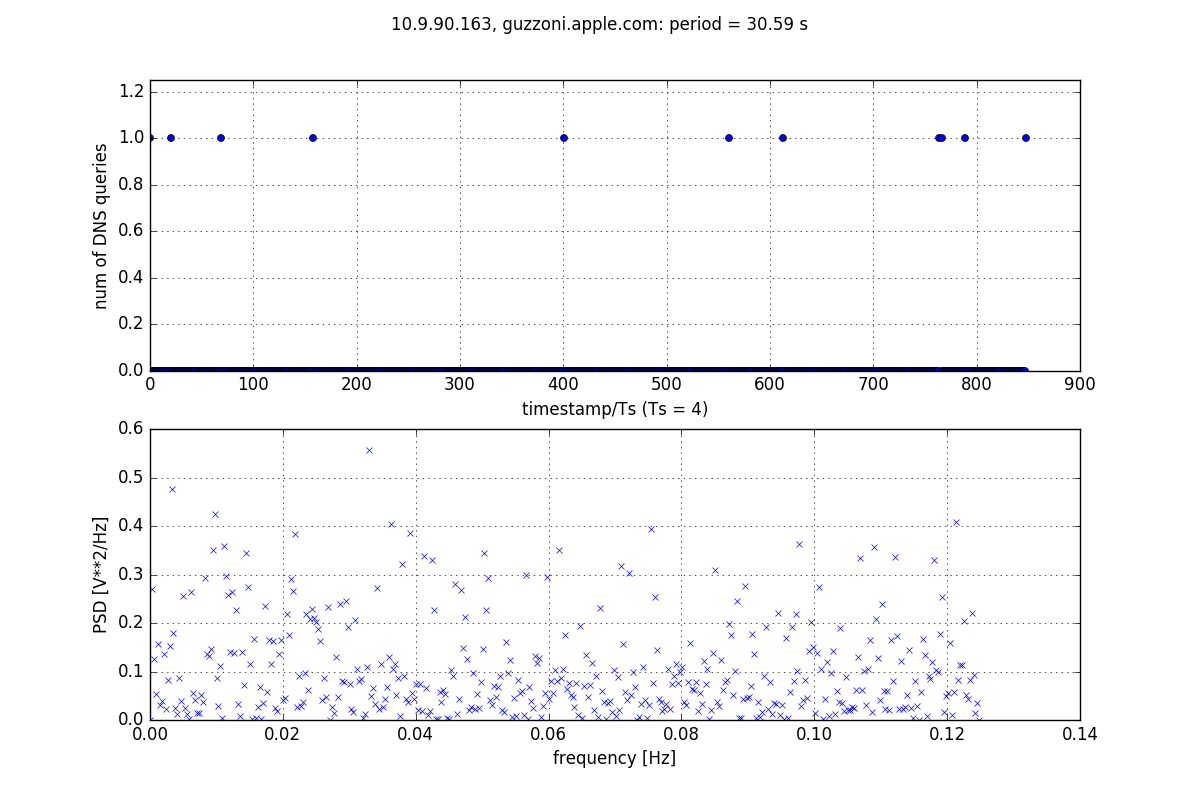 10.9.90.163, guzzoni.apple.com: period = 30.59 s
num of DNS queries
1.2
1.0
0.8
0.6
0.4
0.2
0.0
0 100 200 300 400 500 600 700 800 900
timestamp/Ts (Ts = 4)
PSD [V**2/Hz]
0.6
0.5
0.4
0.3
0.2
0.1
0.0
0.00 0.02 0.04 0.06 0.08 0.10 0.12 0.14
frequency [Hz]